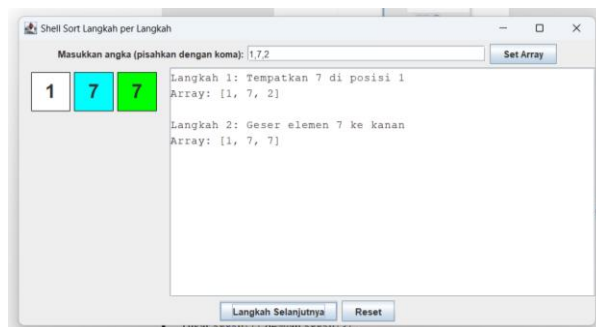 Shell Sort Langkah per Langkah
Masukkan angka (pisahkan dengan koma): 1,7,2 Set Array
1 7 7
Langkah 1: Tempatkan 7 di posisi 1
Array: [1, 7, 2]
Langkah 2: Geser elemen 7 ke kanan
Array: [1, 7, 7]
Langkah Selanjutnya Reset